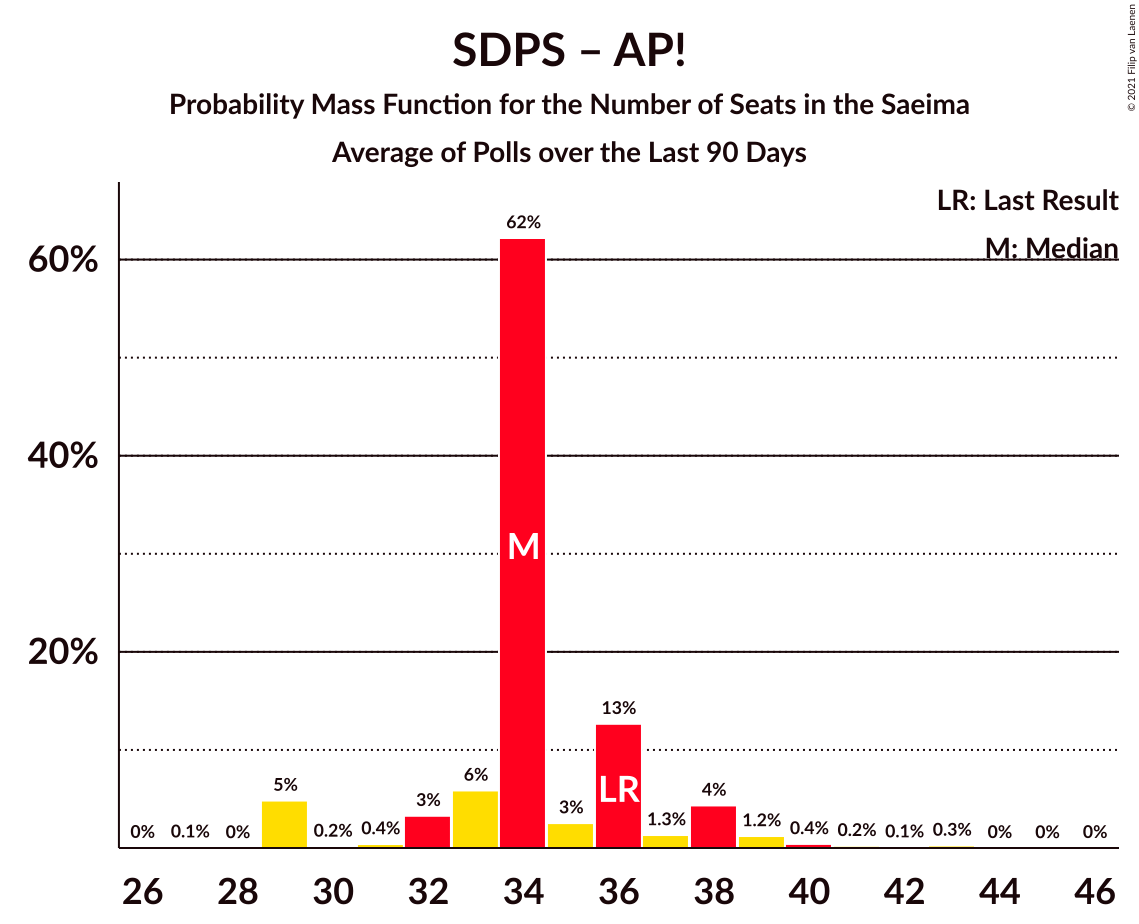 SDPS – AP!
Probability Mass Function for the Number of Seats in the Saeima
Average of Polls over the Last 90 Days
© 2021 Filip van Laenen
LR: Last Result
M: Median
60%
40%
20%
0%
0.1%
0%
5%
0.2%
0.4%
3%
6%
62%
M
3%
13%
LR
1.3%
4%
1.2%
0.4%
0.2%
0.1%
0.3%
0%
0%
0%
26 28 30 32 34 36 38 40 42 44 46